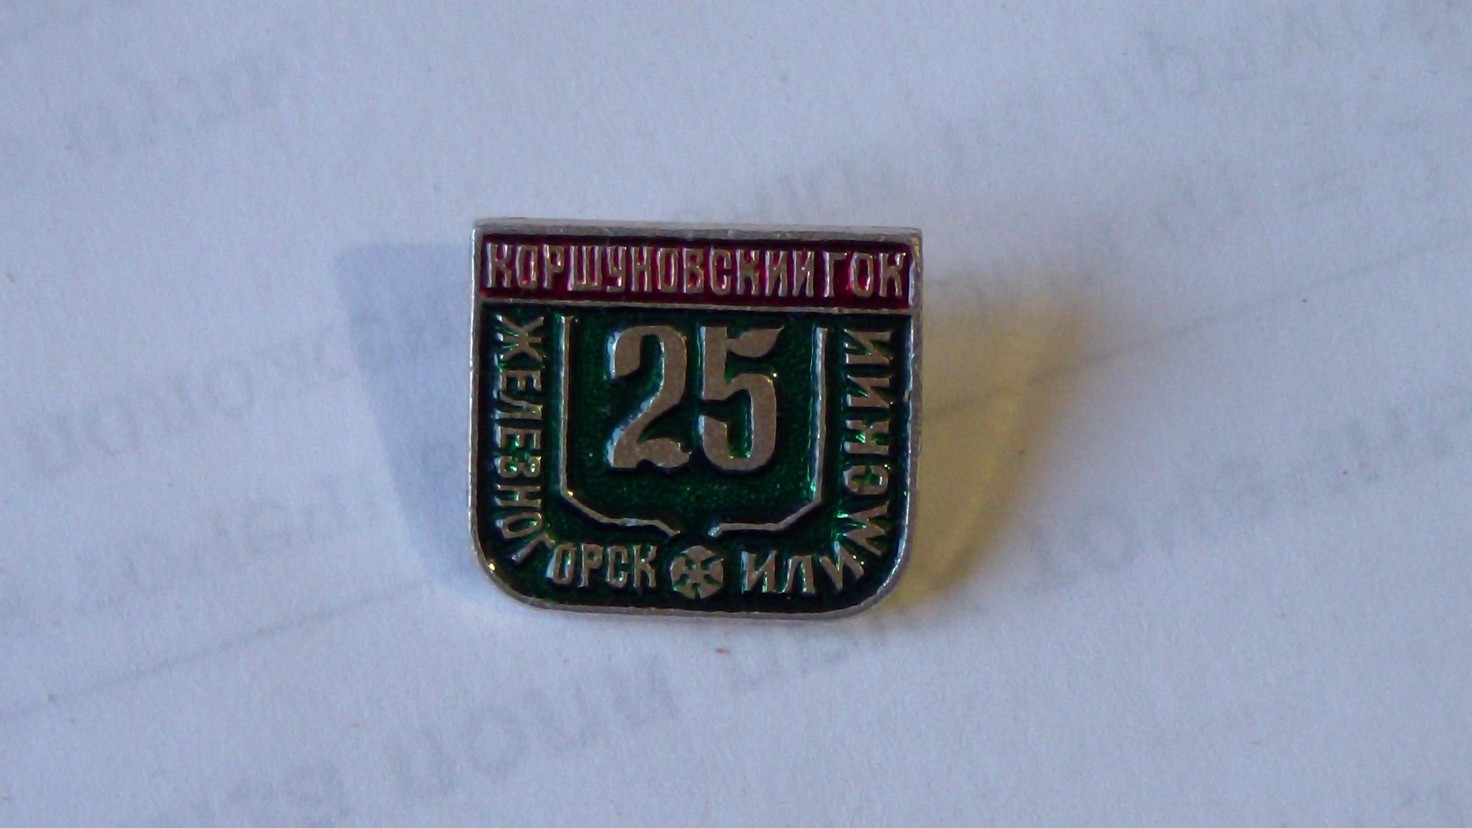 КОРШУНОВСКИЙ ГОК
25
ЖЕЛЕЗНОГОРСК
ИЛИМСКИЙ